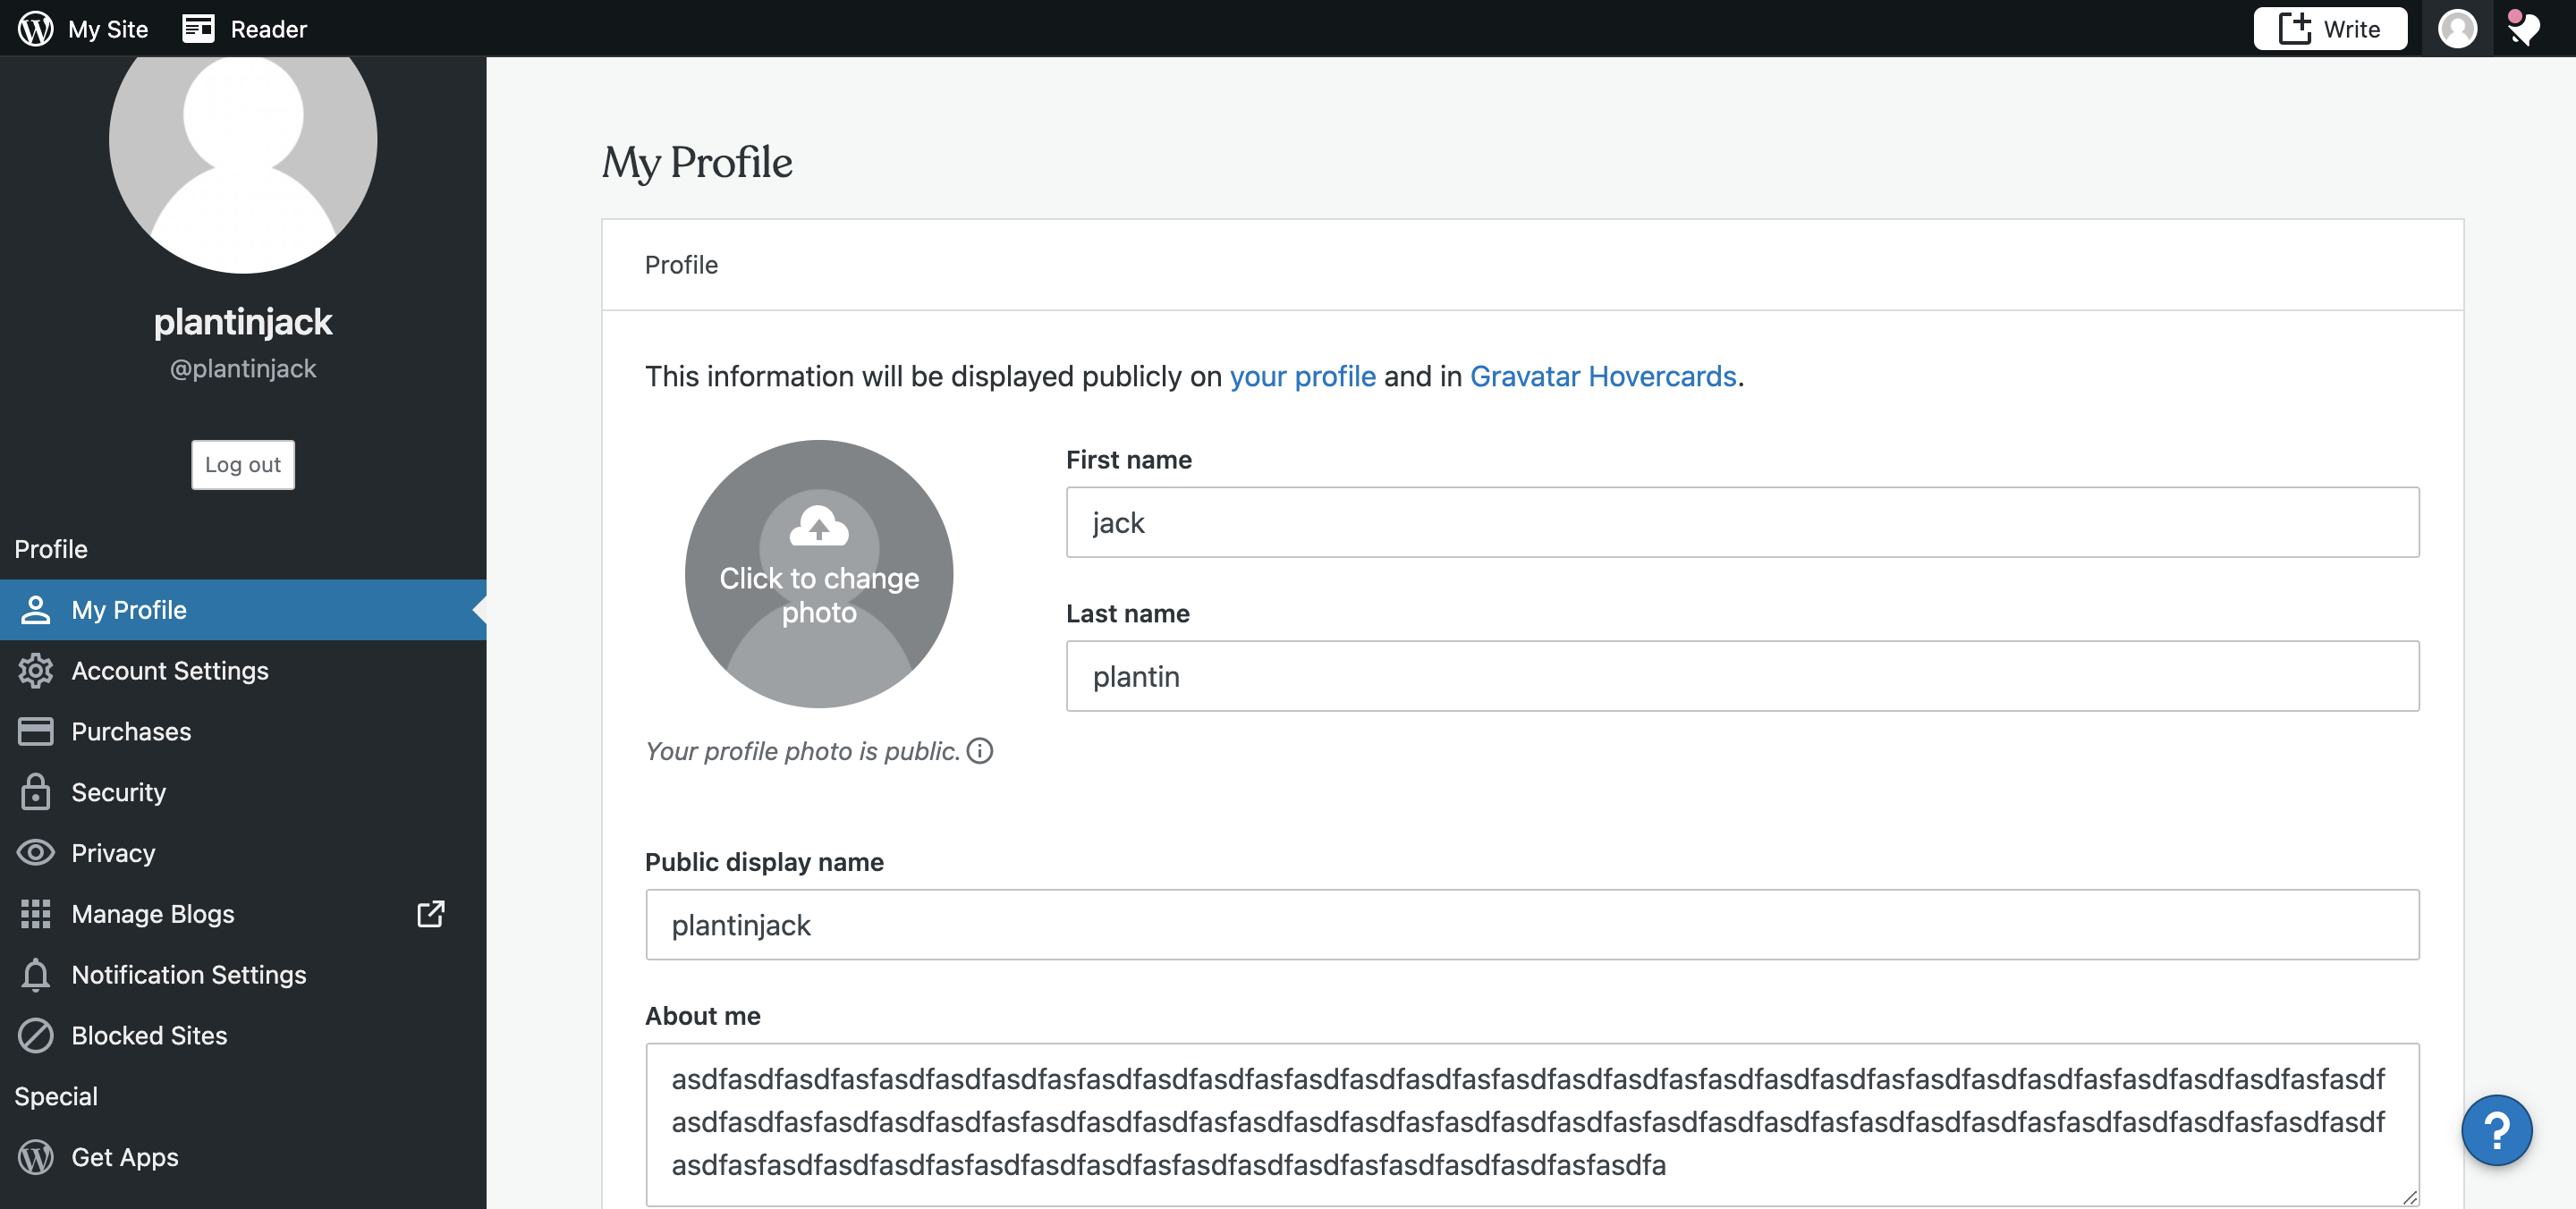 My Site
Reader
Write
plantinjack
@plantinjack
Log out
Profile
My Profile
Account Settings
Purchases
Security
Privacy
Manage Blogs
Notification Settings
Blocked Sites
Special
Get Apps
My Profile
Profile
This information will be displayed publicly on your profile and in Gravatar Hovercards.
Click to change
photo
Your profile photo is public.
First name
jack
Last name
plantin
Public display name
plantinjack
About me
asdfasdfasdfasfasdfasdfasdfasfasdfasdfasdfasfasdfasdfasdfasfasdfasdfasdfasfasdfasdfasdfasfasdfasdfasdfasfasdfasdfasdfasfasdf
asdfasdfasfasdfasdfasdfasfasdfasdfasdfasfasdfasdfasdfasfasdfasdfasdfasfasdfasdfasdfasfasdfasdfasdfasfasdfasdfasdfasfasdfasdf
asdfasfasdfasdfasdfasfasdfasdfasdfasfasdfasdfasdfasfasdfasdfasdfasfasdfa